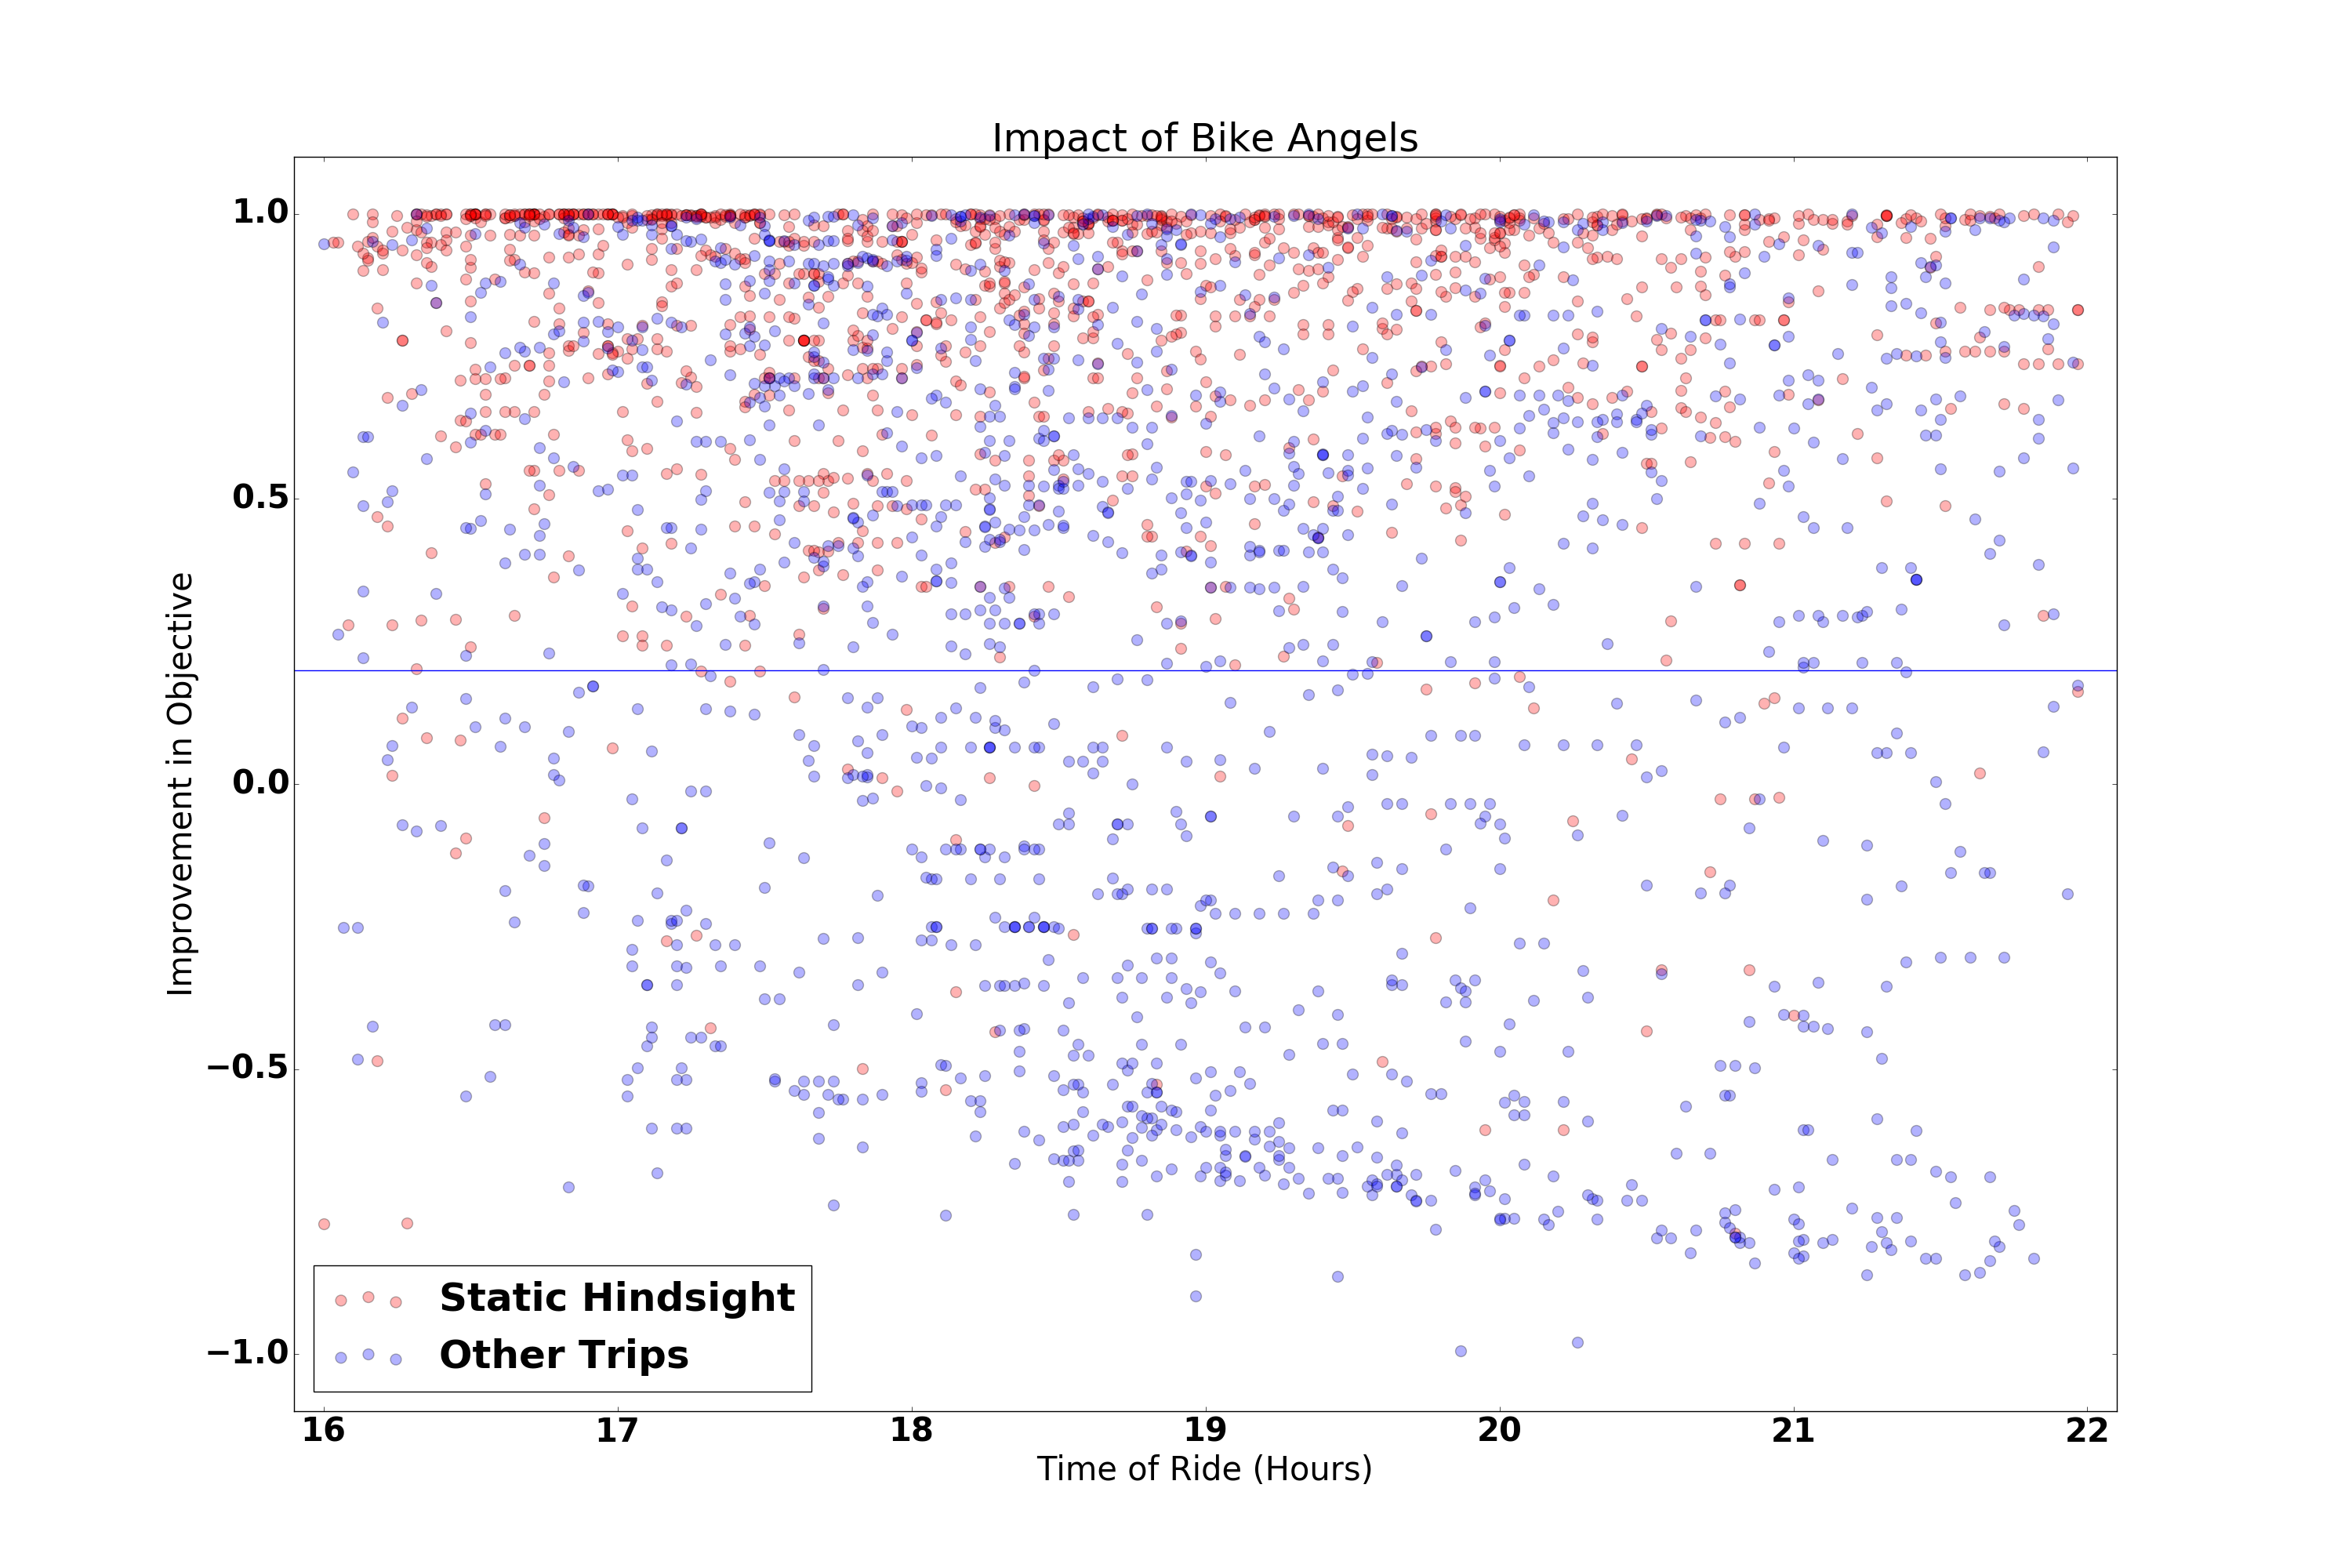 Impact of Bike Angels
Improvement in Objective
1.0
0.5
0.0
−0.5
−1.0
Static Hindsight
Other Trips
16 17 18 19 20 21 22
Time of Ride (Hours)